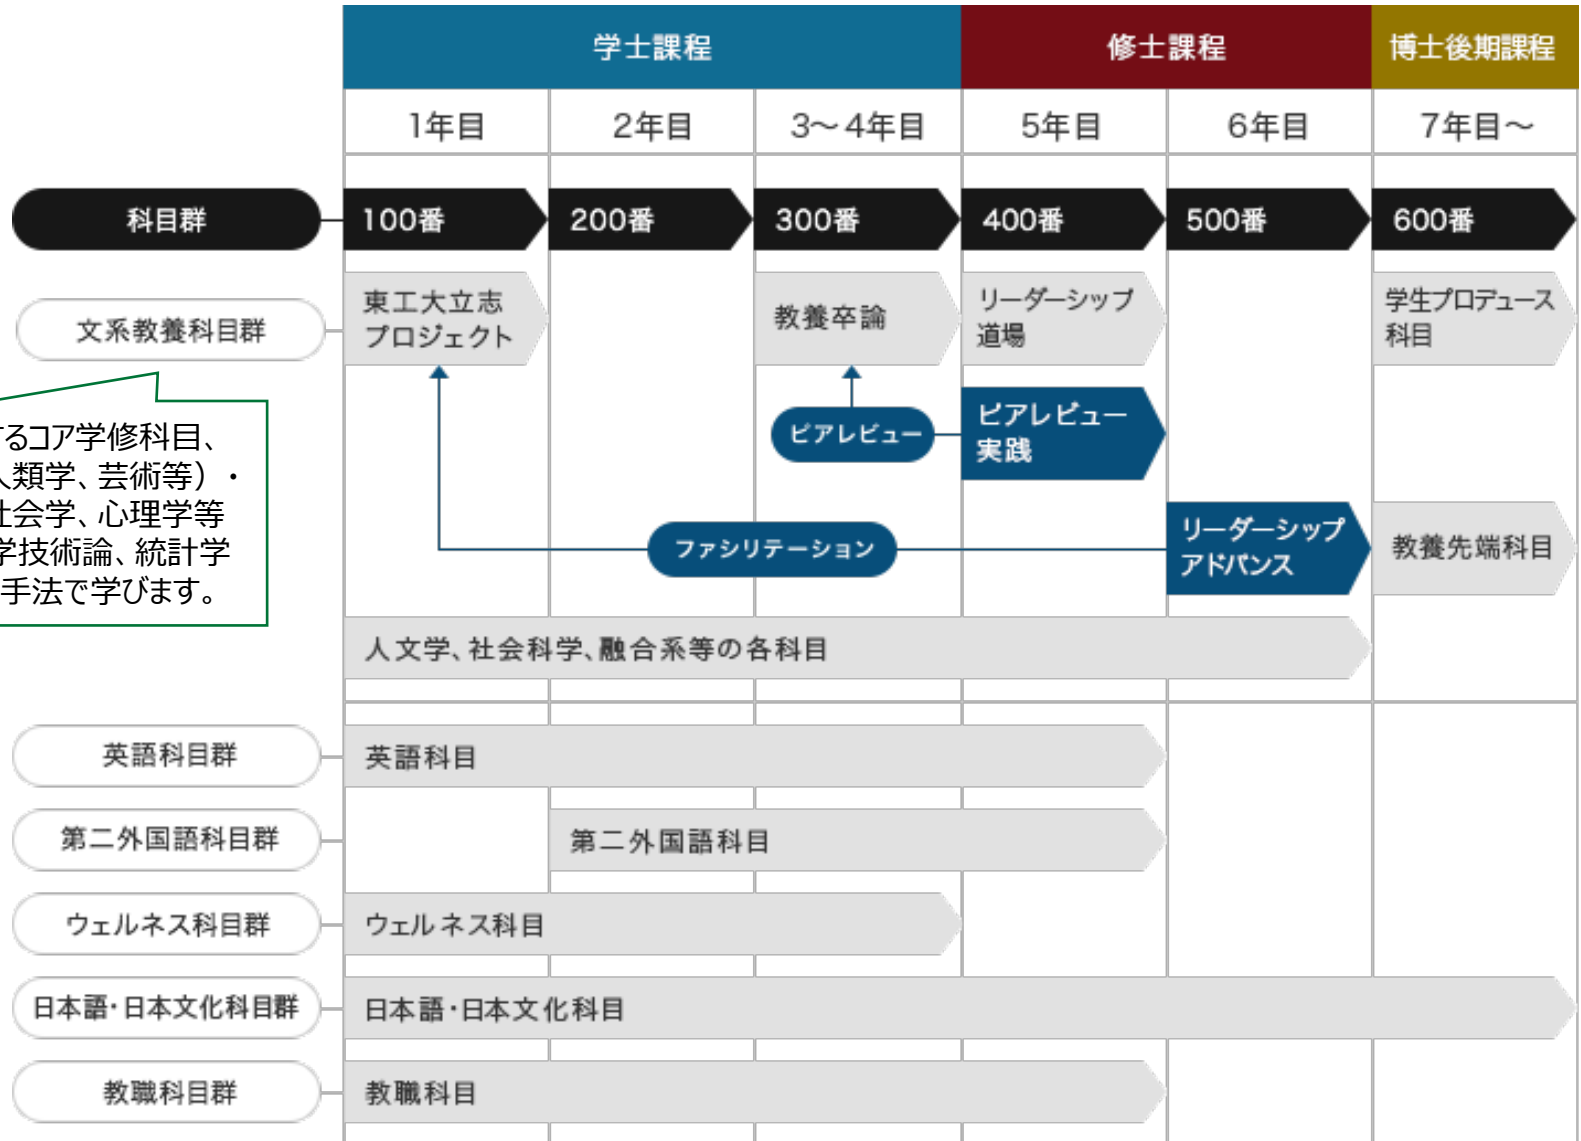 学士課程
修士課程
博士後期課程
1年目
2年目
3～4年目
5年目
6年目
7年目～
科目群
100番
200番
300番
400番
500番
600番
文系教養科目群
東工大立志
プロジェクト
教養卒論
リーダーシップ
道場
学生プロデュース
科目
ピアレビュー
ピアレビュー
実践
るコア学修科目、
人類学、芸術等）・
社会学、心理学等
学技術論、統計学
手法で学びます。
ファシリテーション
リーダーシップ
アドバンス
教養先端科目
人文学、社会科学、融合系等の各科目
英語科目群
英語科目
第二外国語科目群
第二外国語科目
ウェルネス科目群
ウェルネス科目
日本語・日本文化科目群
日本語・日本文化科目
教職科目群
教職科目